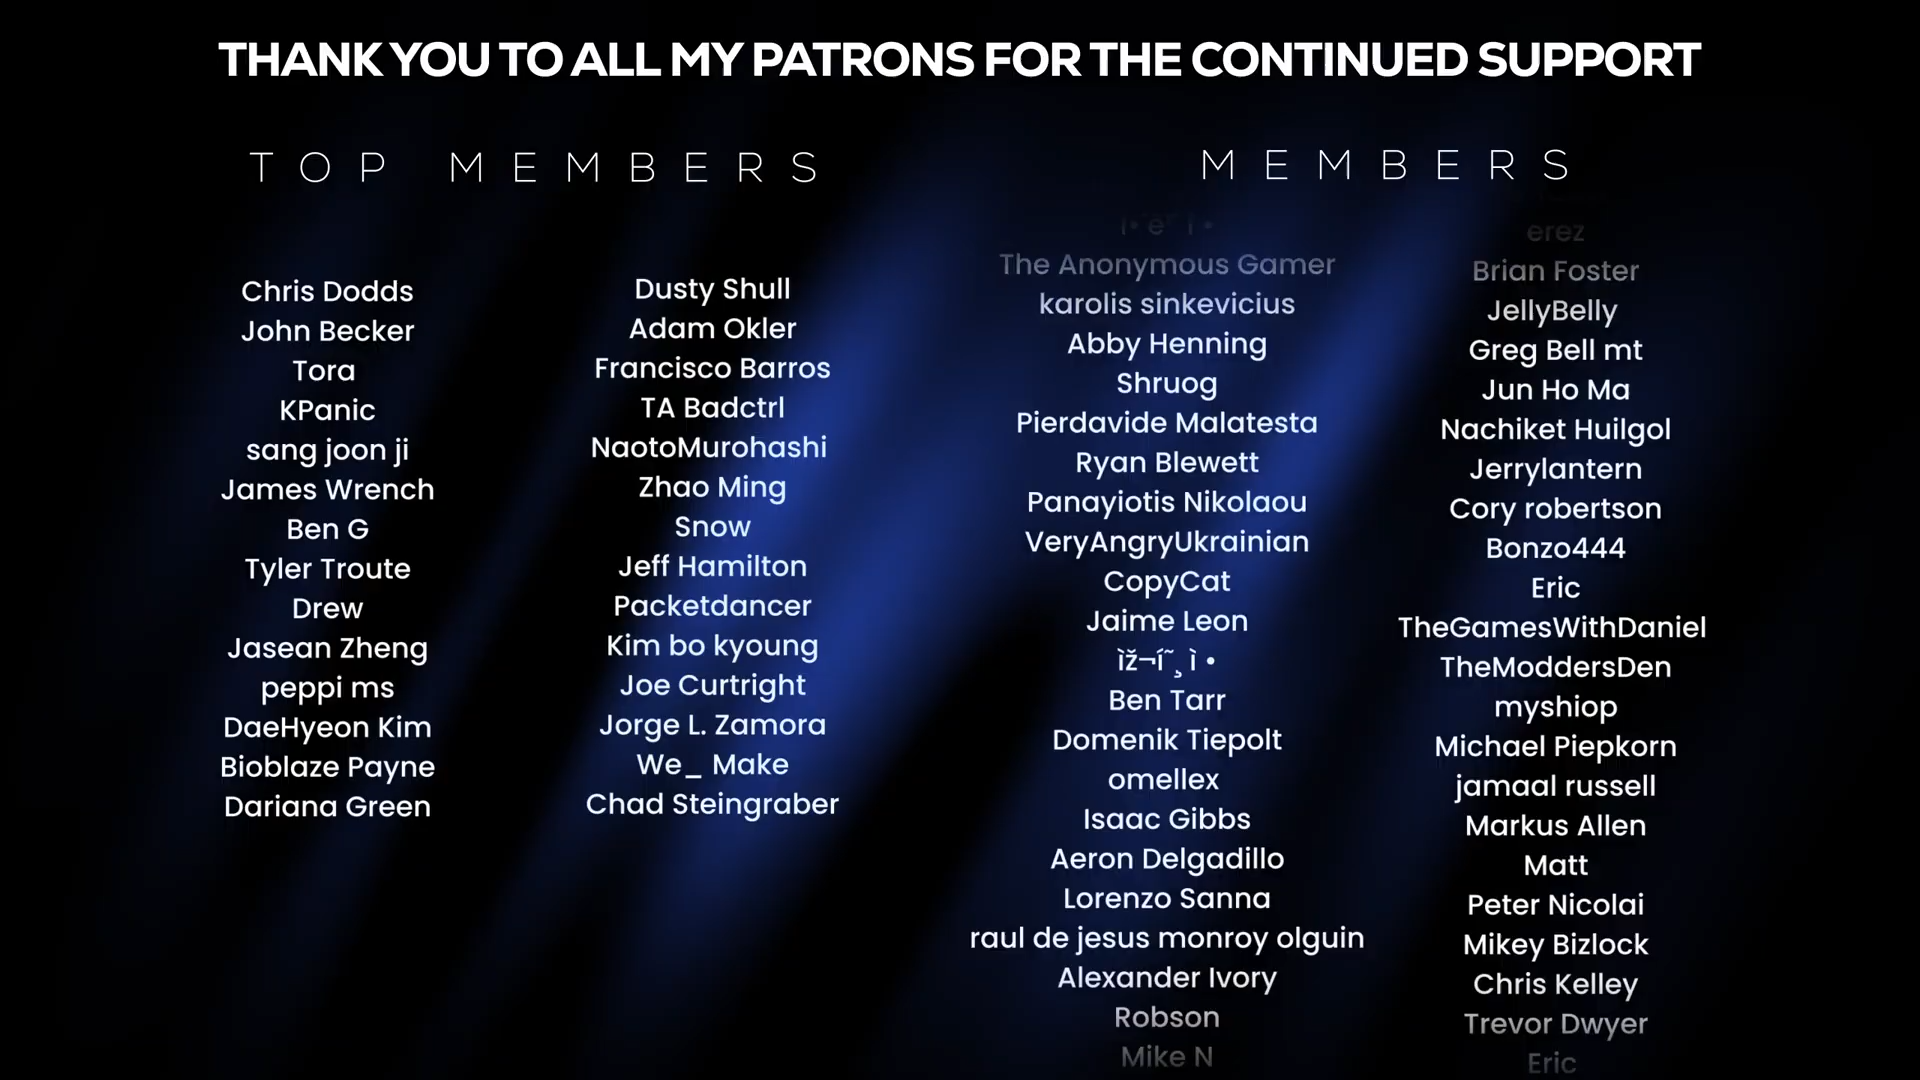 THANK YOU TO ALL MY PATRONS FOR THE CONTINUED SUPPORT
TOP MEMBERS
Chris Dodds
John Becker
Tora
KPanic
sang joon ji
James Wrench
Ben G
Tyler Troute
Drew
Jasean Zheng
peppi ms
DaeHyeon Kim
Bioblaze Payne
Dariana Green
Dusty Shull
Adam Okler
Francisco Barros
TA Badctrl
NaotoMurohashi
Zhao Ming
Snow
Jeff Hamilton
Packetdancer
Kim bo kyoung
Joe Curtright
Jorge L. Zamora
We_ Make
Chad Steingraber
MEMBERS
The Anonymous Gamer
karolis sinkevicius
Abby Henning
Shruog
Pierdavide Malatesta
Ryan Blewett
Panayiotis Nikolaou
VeryAngryUkrainian
CopyCat
Jaime Leon
ìž¬í˜¸ ì •
Ben Tarr
Domenik Tiepolt
omellex
Isaac Gibbs
Aeron Delgadillo
Lorenzo Sanna
raul de jesus monroy olguin
Alexander Ivory
Robson
Mike N
erez
Brian Foster
JellyBelly
Greg Bell mt
Jun Ho Ma
Nachiket Huilgol
Jerrylantern
Cory robertson
Bonzo444
Eric
TheGamesWithDaniel
TheModdersDen
myshiop
Michael Piepkorn
jamaal russell
Markus Allen
Matt
Peter Nicolai
Mikey Bizlock
Chris Kelley
Trevor Dwyer
Eric